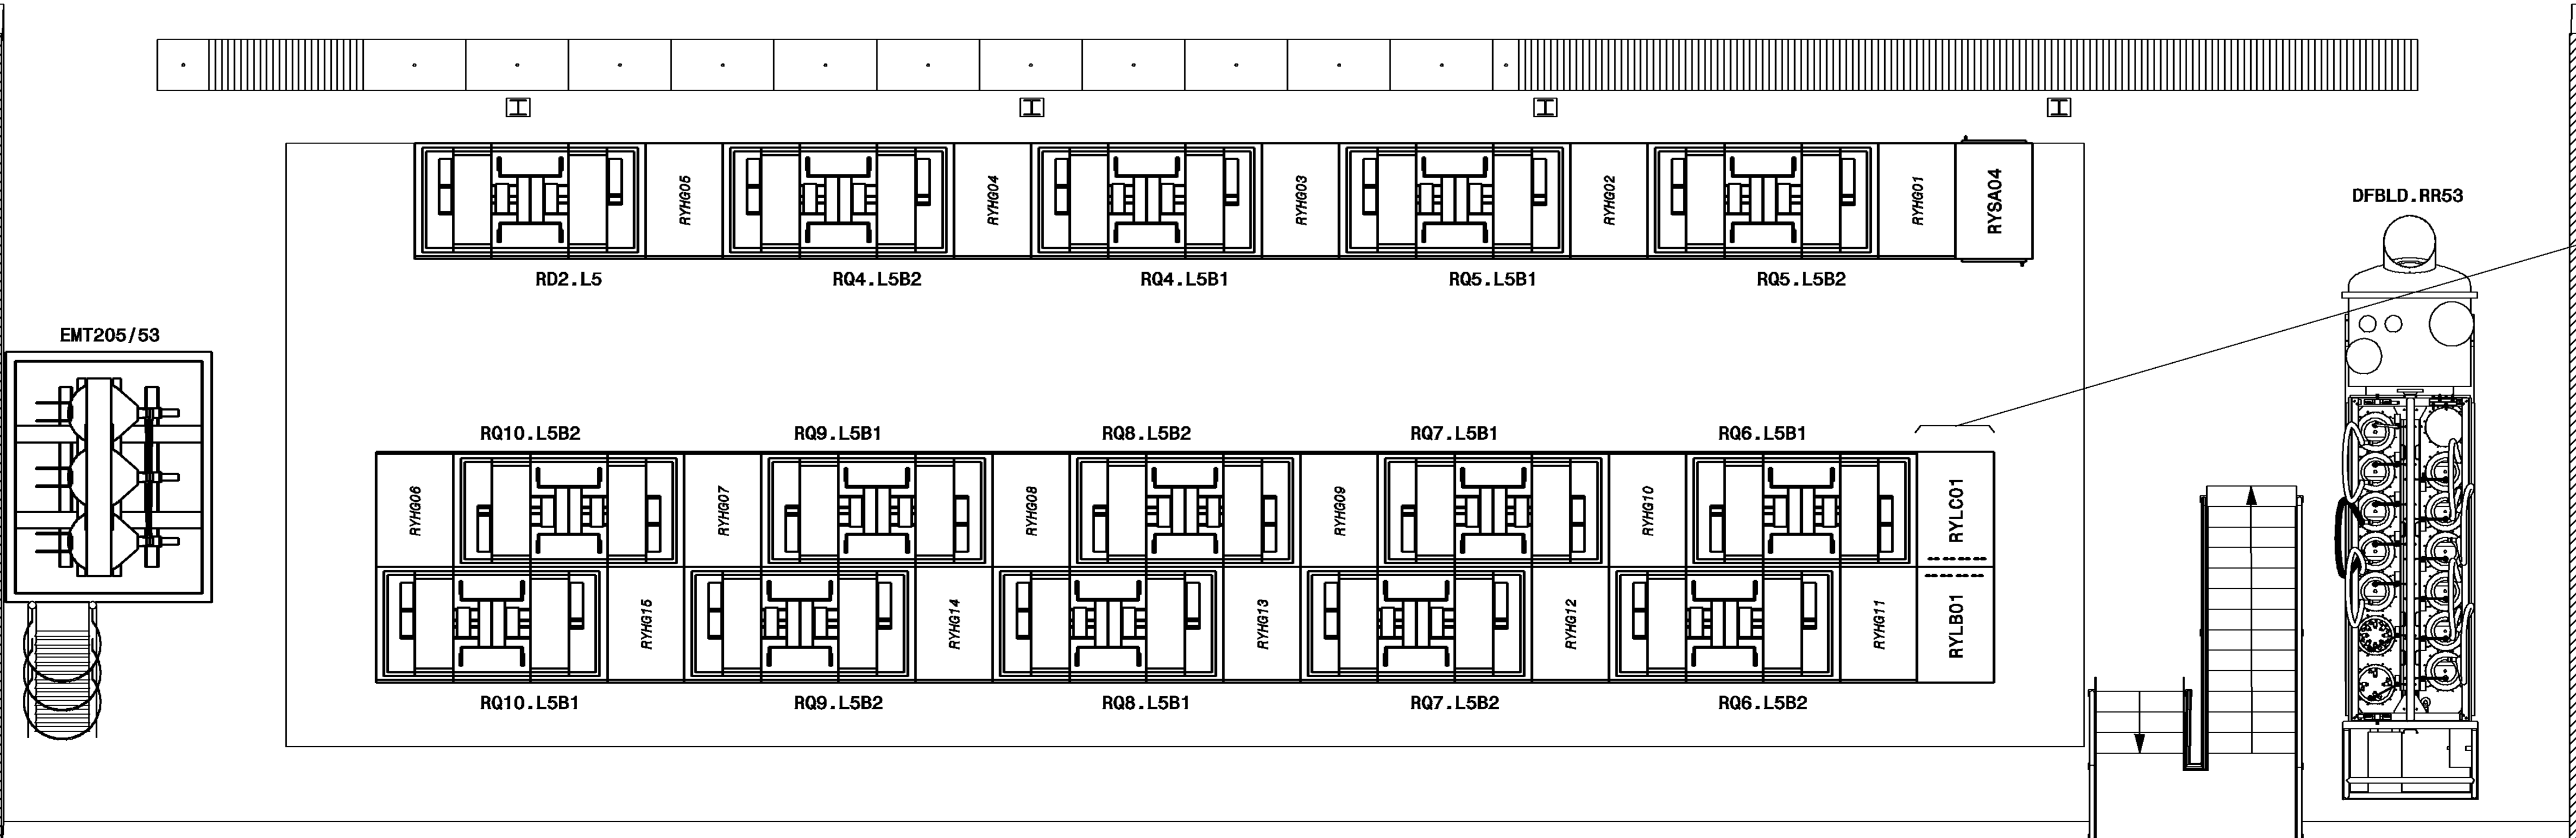 RYHG05
RYHG04
RYHG03
RYHG02
RYHG01
RYSA04
DFBLD.RR53
RD2.L5
RQ4.L5B2
RQ4.L5B1
RQ5.L5B1
RQ5.L5B2
EMT205/53
RQ10.L5B2
RQ9.L5B1
RQ8.L5B2
RQ7.L5B1
RQ6.L5B1
RYHG06
RYHG07
RYHG08
RYHG09
RYHG10
RYLC01
RYHG15
RYHG14
RYHG13
RYHG12
RYHG11
RYLB01
RQ10.L5B1
RQ9.L5B2
RQ8.L5B1
RQ7.L5B2
RQ6.L5B2